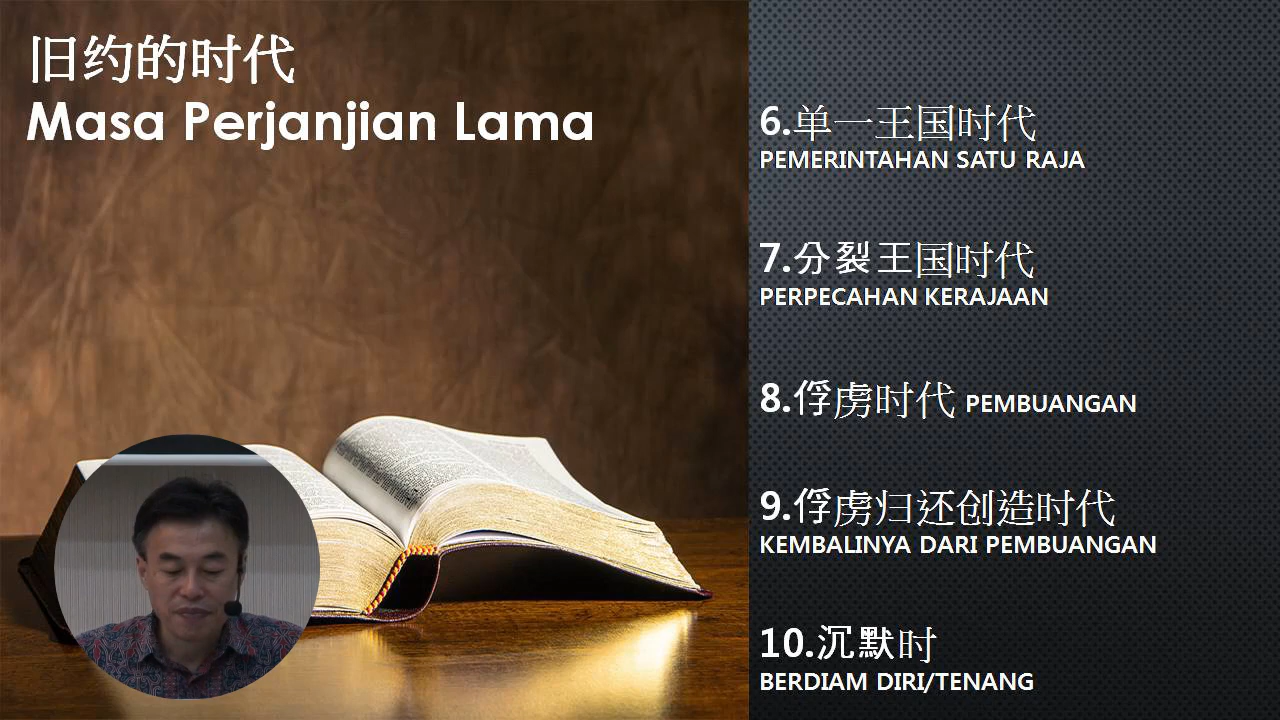 旧约的时代
Masa Perjanjian Lama
6.单一王国时代
PEMERINTAHAN SATU RAJA
7.分裂王国时代
PERPECAHAN KERAJAAN
8.俘虏时代 PEMBUANGAN
9.俘虏归还创造时代
KEMBALINYA DARI PEMBUANGAN
10.沉默时
BERDIAM DIRI/TENANG